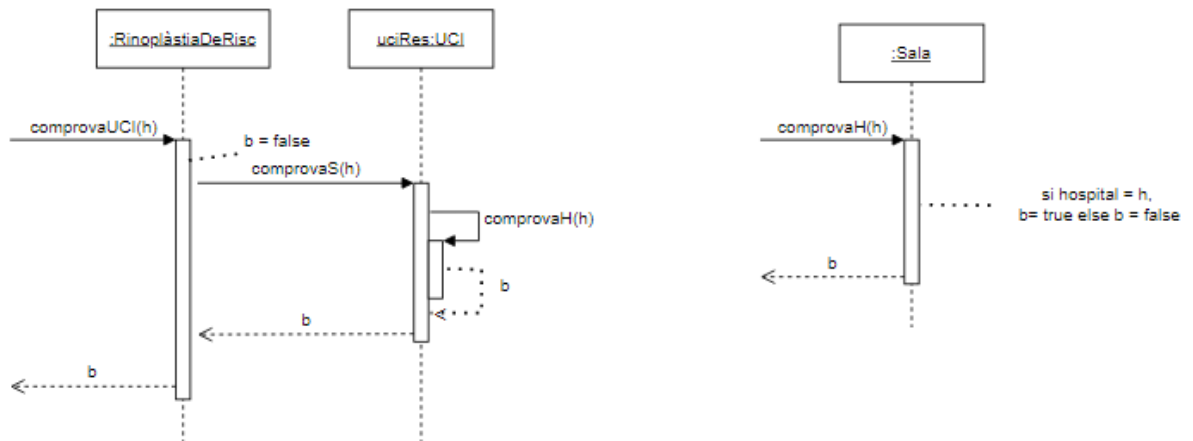 :RinoplàstiaDeRisc
uciRes:UCI
comprovaUCI(h)
b = false
comprovaS(h)
comprovaH(h)
b
b
b
:Sala
comprovaH(h)
si hospital = h,
b= true else b = false
b